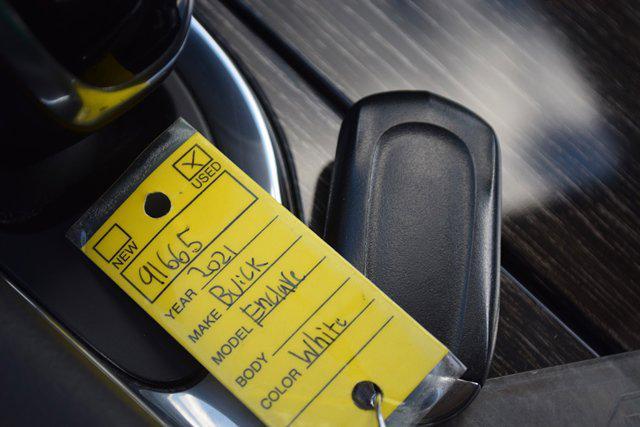 NEW ☐ ☒ USED
91665
YEAR 2021
MAKE Buick
MODEL Enclave
BODY
COLOR White